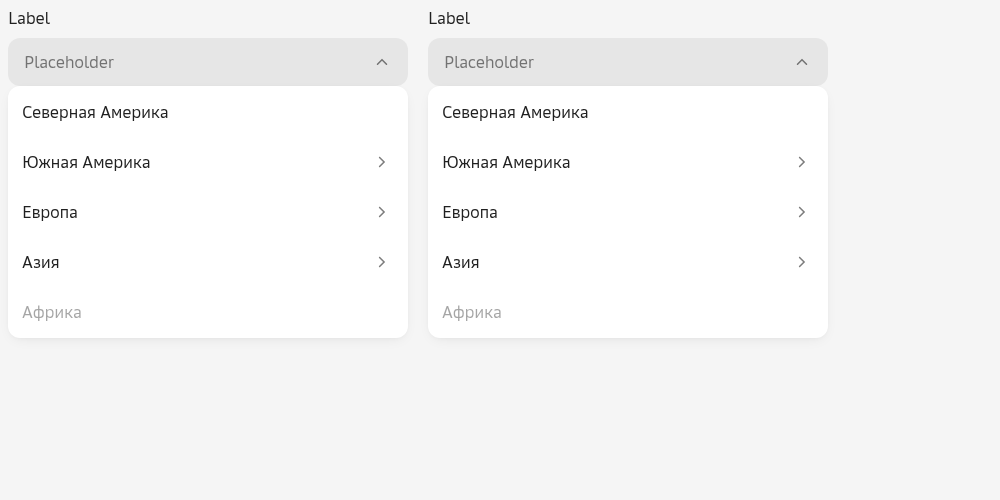 Label
Placeholder
Северная Америка
Южная Америка
Европа
Азия
Африка
Label
Placeholder
Северная Америка
Южная Америка
Европа
Азия
Африка